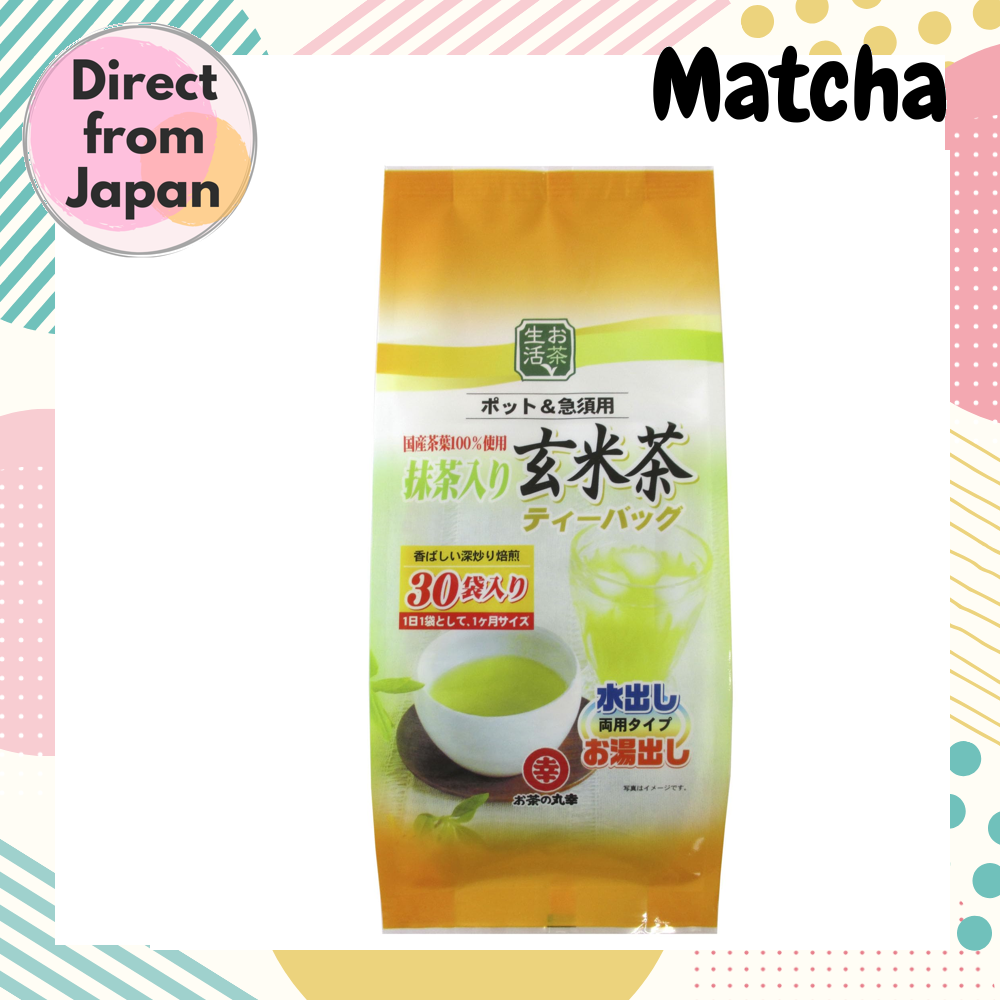 Direct
from
Japan
Matcha
お茶
生活
ポット＆急須用
国産茶葉100%使用
抹茶入り
玄米茶
ティーバッグ
香ばしい深炒り焙煎
30袋入り
1日1袋として、1ヶ月サイズ
水出し
両用タイプ
お湯出し
幸
お茶の丸幸
写真はイメージです。